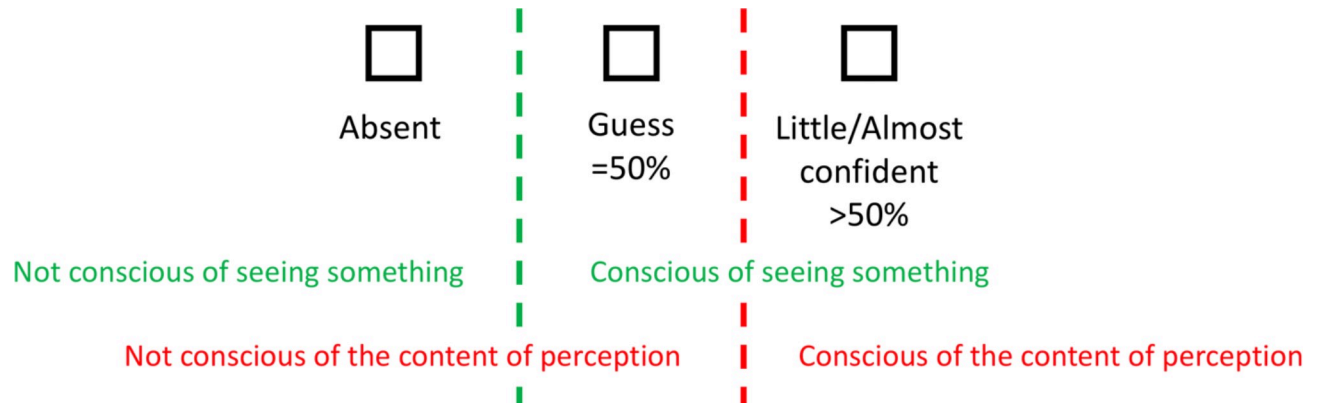 Absent
Guess
=50%
Little/Almost
confident
>50%
Not conscious of seeing something
Conscious of seeing something
Not conscious of the content of perception
Conscious of the content of perception